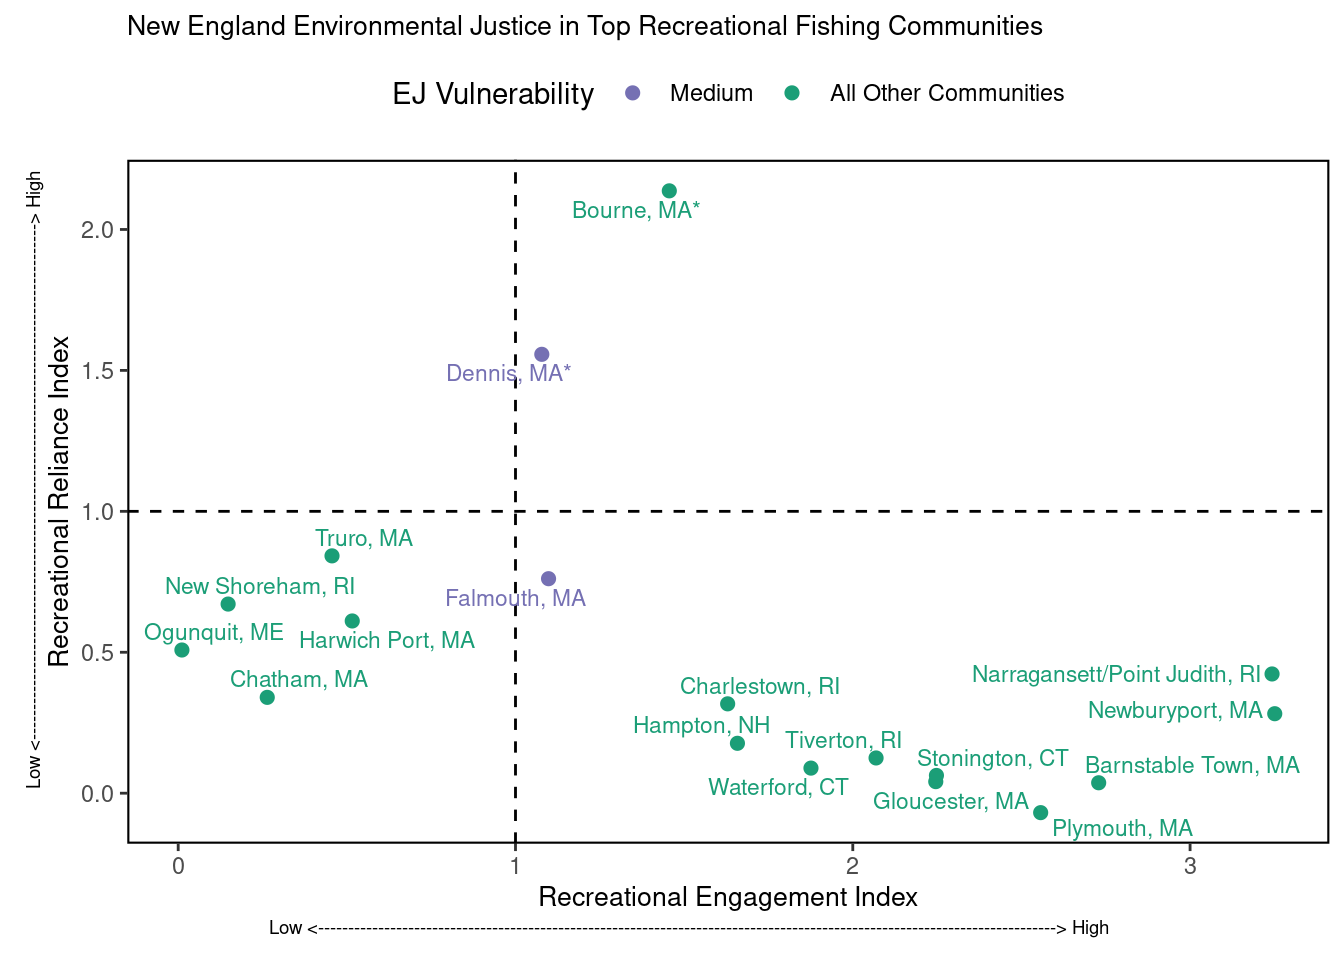 New England Environmental Justice in Top Recreational Fishing Communities
EJ Vulnerability
Medium
All Other Communities
Low <--------------------------------------------------------------------------------> High
Recreational Reliance Index
2.0
1.5
1.0
0.5
0.0
Bourne, MA*
Dennis, MA*
Truro, MA
New Shoreham, RI
Falmouth, MA
Ogunquit, ME
Harwich Port, MA
Chatham, MA
Narragansett/Point Judith, RI
Charlestown, RI
Newburyport, MA
Hampton, NH
Tiverton, RI
Stonington, CT
Barnstable Town, MA
Waterford, CT
Gloucester, MA
Plymouth, MA
0
1
2
3
Recreational Engagement Index
Low <--------------------------------------------------------------------------------> High